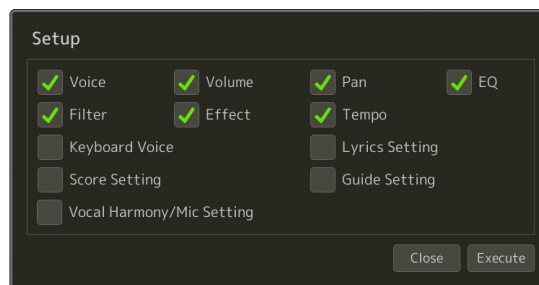 Setup
Voice Volume Pan EQ
Filter Effect Tempo
Keyboard Voice Lyrics Setting
Score Setting Guide Setting
Vocal Harmony/Mic Setting
Close Execute